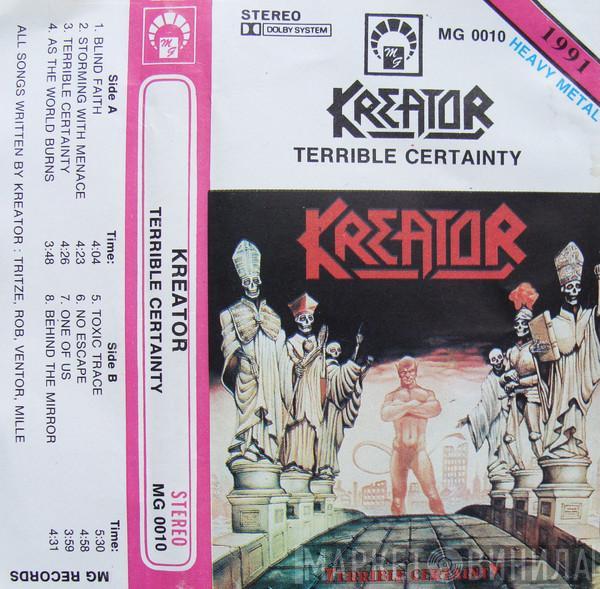 STEREO
DOLBY SYSTEM
MG
MG 0010
1991
HEAVY METAL
KREATOR
TERRIBLE CERTAINTY
KREATOR
TERRIBLE CERTAINTY
MG
KREATOR
TERRIBLE CERTAINTY
STEREO
MG 0010
Side A Time:
1. BLIND FAITH 4:04
2. STORMING WITH MENACE 4:23
3. TERRIBLE CERTAINTY 4:26
4. AS THE WORLD BURNS 3:48
Side B Time:
5. TOXIC TRACE 5:30
6. NO ESCAPE 4:58
7. ONE OF US 3:59
8. BEHIND THE MIRROR 4:31
ALL SONGS WRITTEN BY KREATOR : TRITZE, ROB, VENTOR, MILLE
MG RECORDS
МАРКЕТ ВИНИЛА